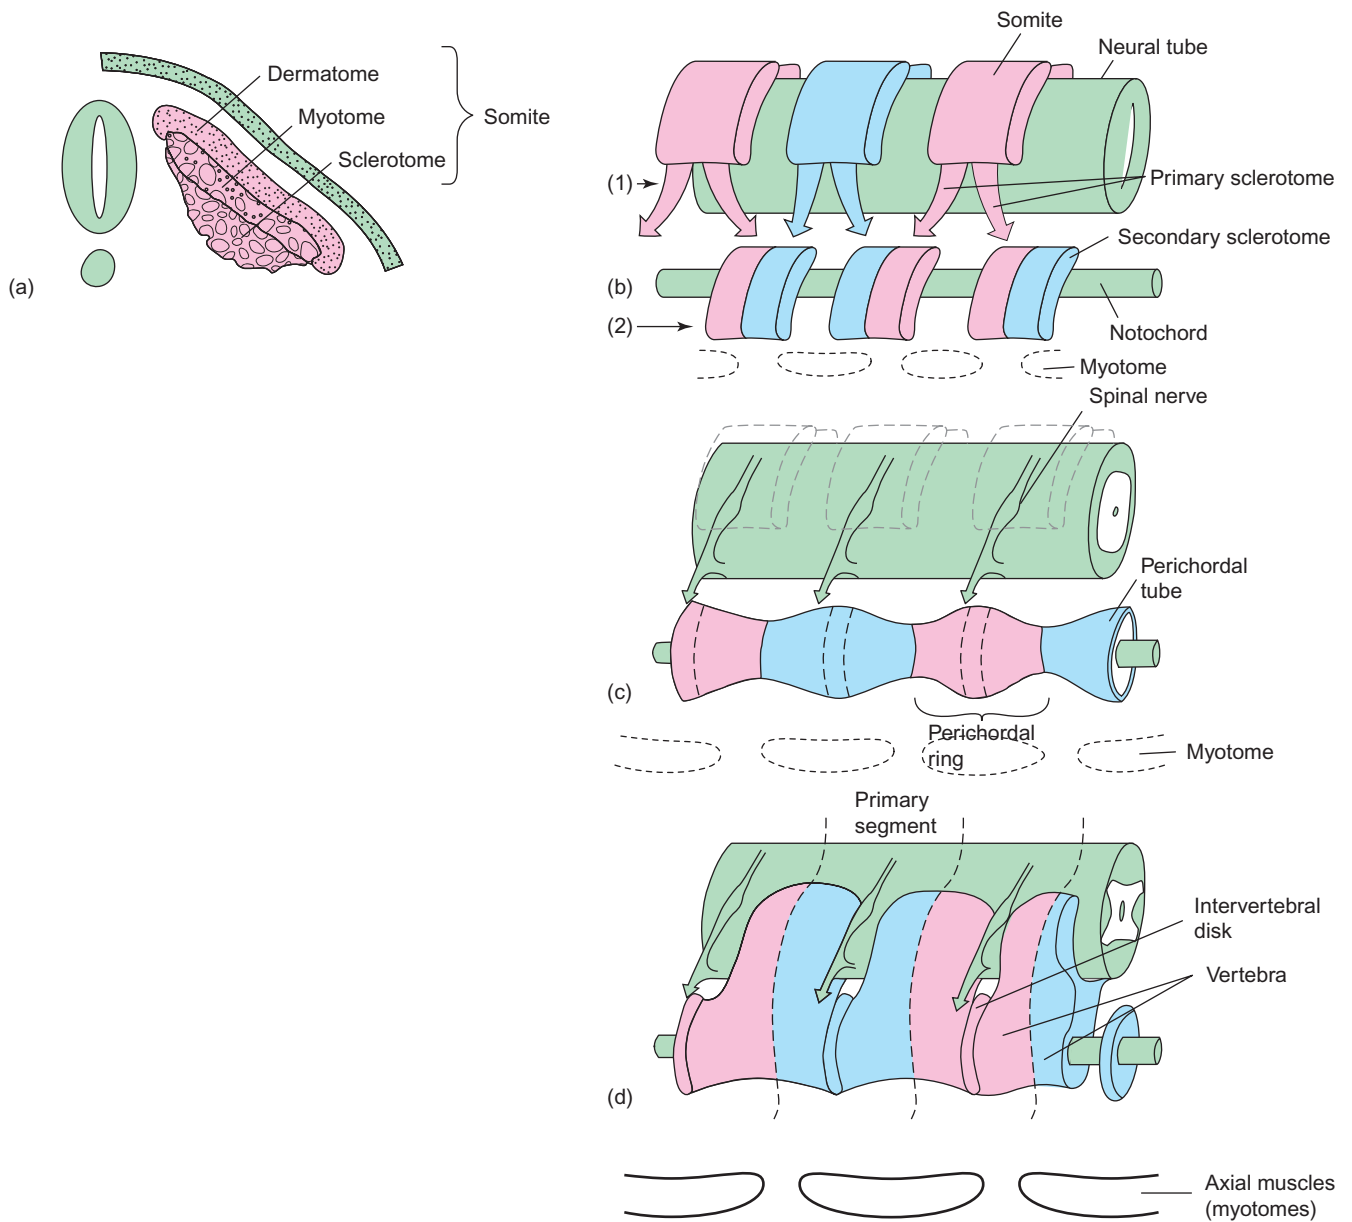 Dermatome
Myotome
Sclerotome
Somite
(a)
Somite
Neural tube
(1)
Primary sclerotome
Secondary sclerotome
(b)
(2)
Notochord
Myotome
Spinal nerve
Perichordal
tube
(c)
Perichordal
ring
Myotome
Primary
segment
Intervertebral
disk
Vertebra
(d)
Axial muscles
(myotomes)